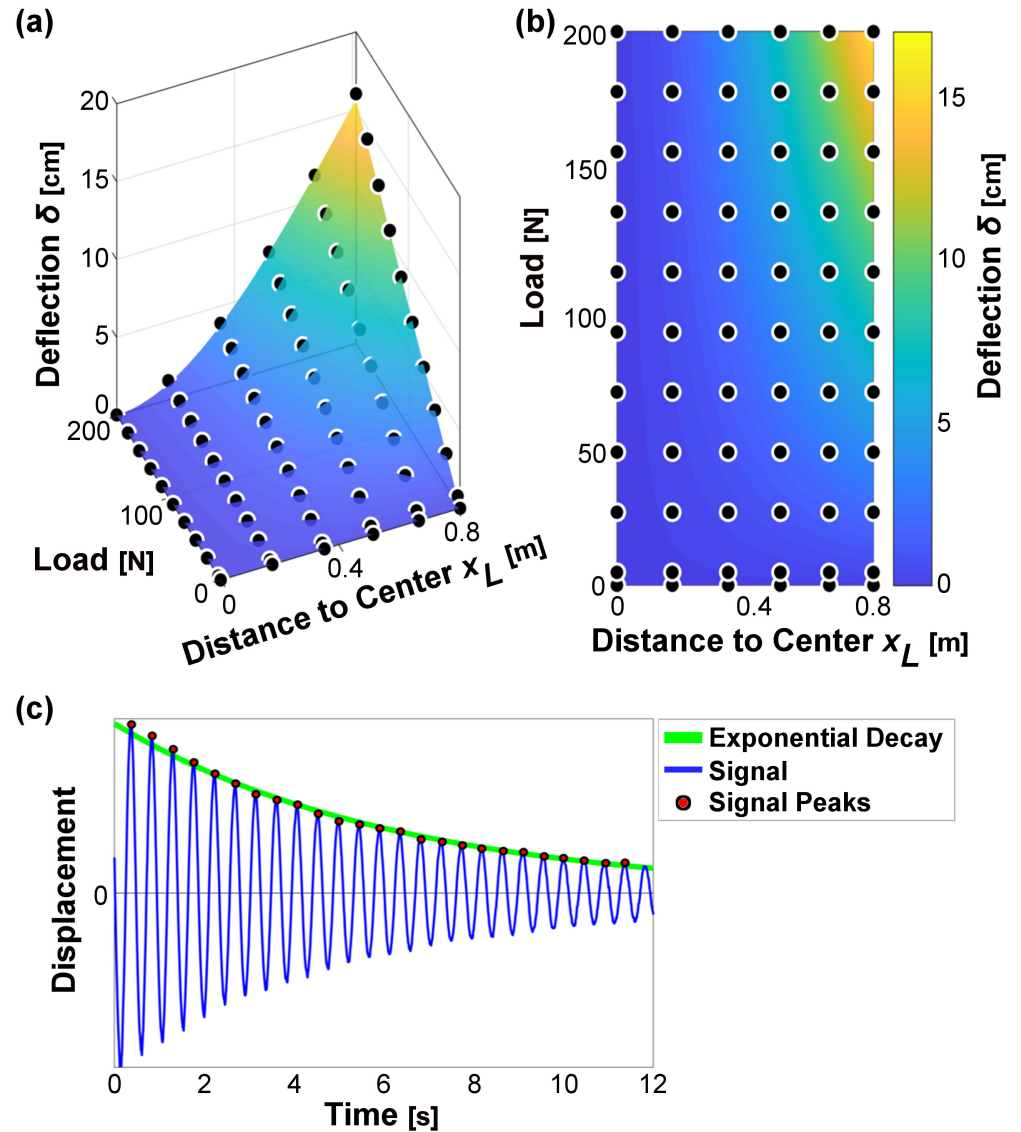 (a)
20
15
10
5
0
200
100
0
Deflection δ [cm]
Load [N]
0
0.4
0.8
Distance to Center x_L [m]
(b)
200
150
100
50
0
Load [N]
0
0.4
0.8
Distance to Center x_L [m]
15
10
5
0
Deflection δ [cm]
(c)
Displacement
0
0
2
4
6
8
10
12
Time [s]
Exponential Decay
Signal
Signal Peaks